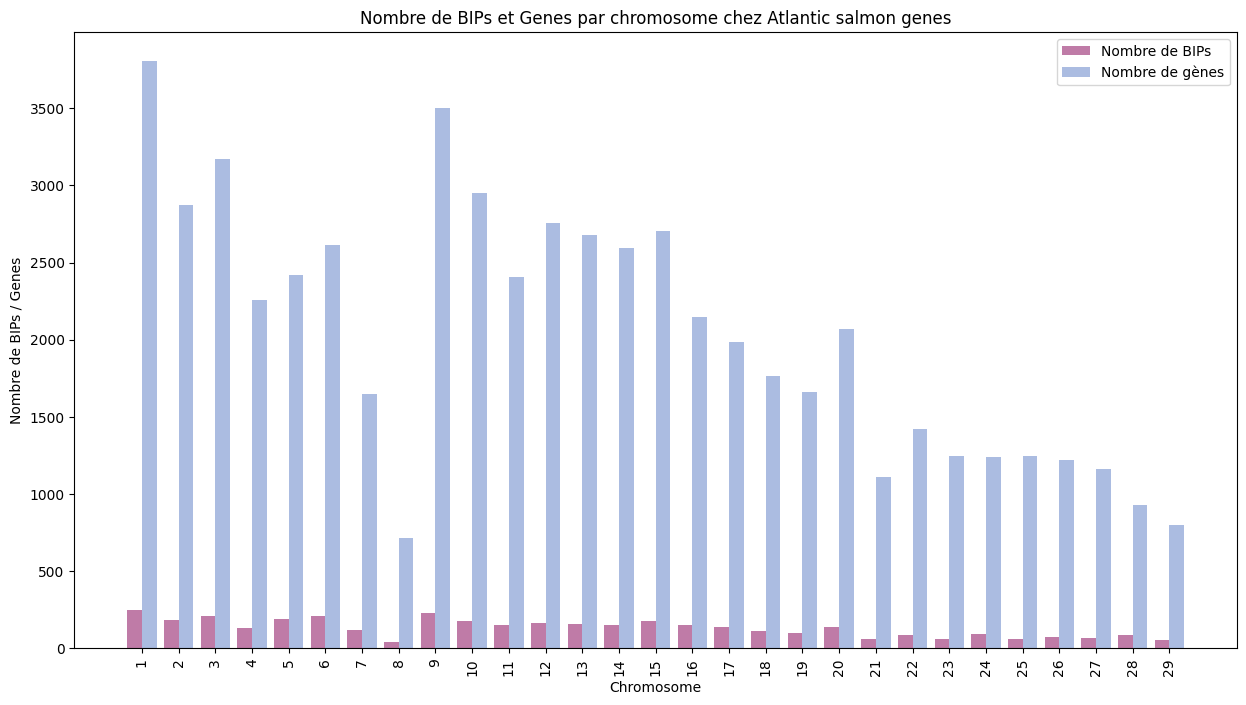 Nombre de BIPs et Genes par chromosome chez Atlantic salmon genes
Nombre de BIPs
Nombre de gènes
Nombre de BIPs / Genes
3500
3000
2500
2000
1500
1000
500
0
1 2 3 4 5 6 7 8 9 10 11 12 13 14 15 16 17 18 19 20 21 22 23 24 25 26 27 28 29
Chromosome